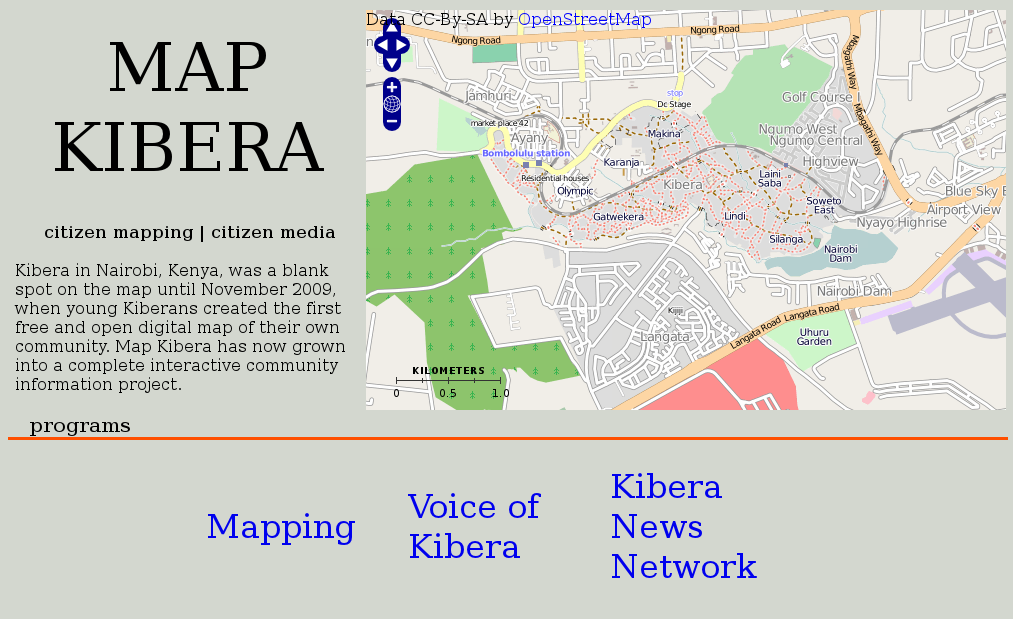 MAP
KIBERA
citizen mapping | citizen media
Kibera in Nairobi, Kenya, was a blank
spot on the map until November 2009,
when young Kiberans created the first
free and open digital map of their own
community. Map Kibera has now grown
into a complete interactive community
information project.
Data CC-By-SA by OpenStreetMap
Ngong Road
Ngong Road
Mbagathi Way
Mbagathi Way
stop
Dc Stage
Jamhuri
Golf Course
market place 42
Makina
Ngumo West
Ayany
Ngumo Central
Bombolulu station
Karanja
Highview
Residential houses
Laini
Saba
Olympic
Kibera
Blue Sky E
Soweto
East
Airport View
Gatwekera
Lindi
Nyayo Highrise
Silanga
Nairobi
Dam
Nairobi Dam
Kijiji
Langata
Langata Road
Langata Road
Uhuru
Garden
KILOMETERS
0 0.5 1.0
programs
Mapping
Voice of
Kibera
Kibera
News
Network